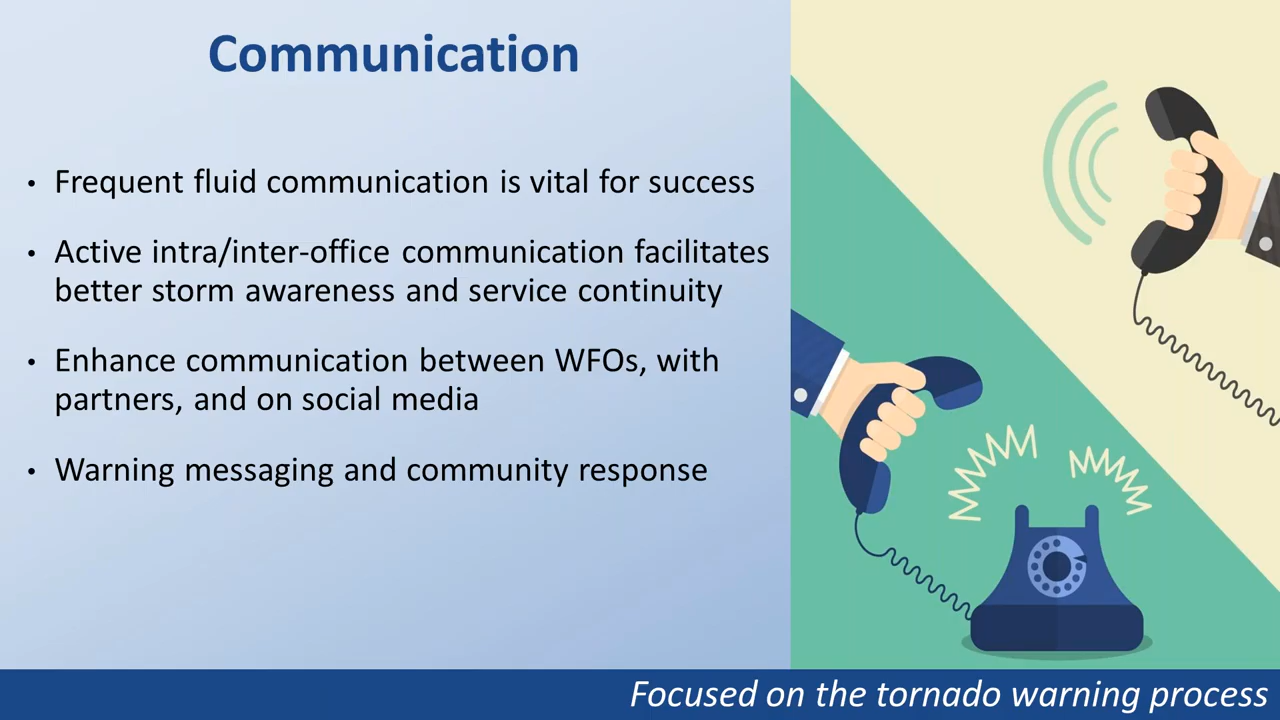 Communication
• Frequent fluid communication is vital for success
• Active intra/inter-office communication facilitates
better storm awareness and service continuity
• Enhance communication between WFOs, with
partners, and on social media
• Warning messaging and community response
Focused on the tornado warning process